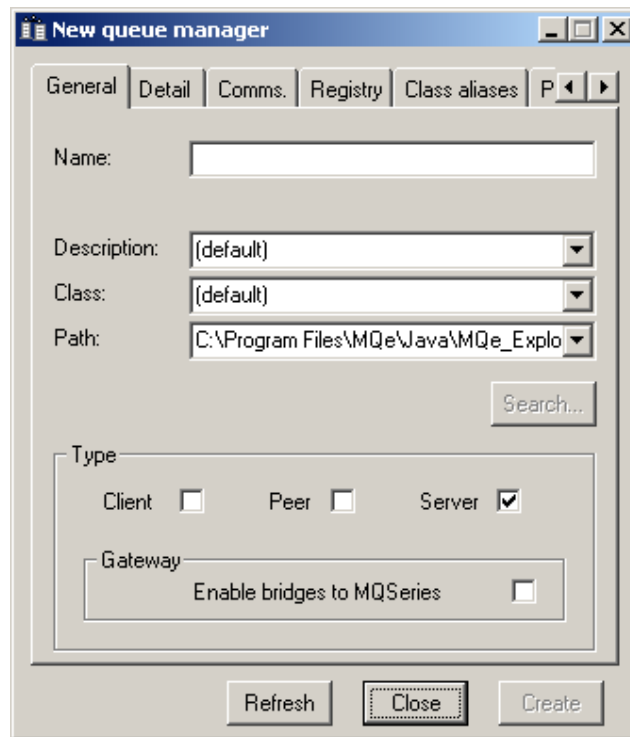 New queue manager
General Detail Comms. Registry Class aliases P
Name:
Description: (default)
Class: (default)
Path: C:\Program Files\MQe\Java\MQe_Explo
Search...
Type
Client Peer Server
Gateway
Enable bridges to MQSeries
Refresh Close Create